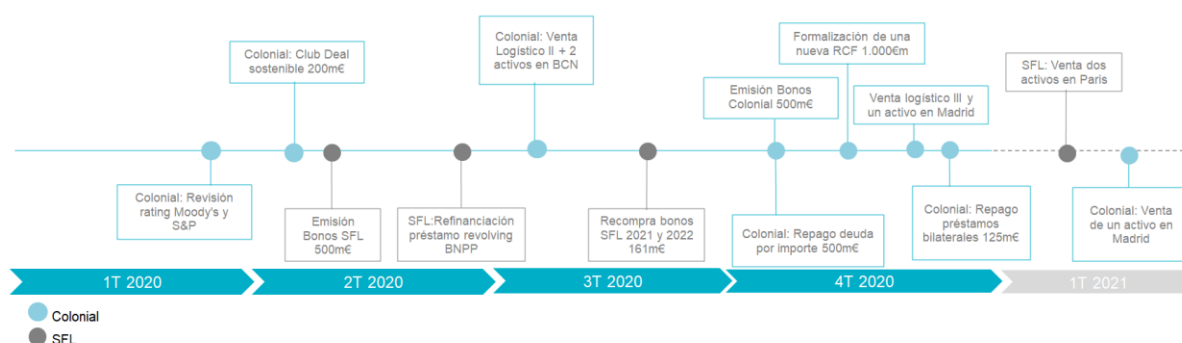 Colonial: Club Deal
sostenible 200m€
Colonial: Venta
Logístico II + 2
activos en BCN
Formalización de una
nueva RCF 1.000€m
Emisión Bonos
Colonial 500m€
Venta logístico III y
un activo en Madrid
SFL: Venta dos
activos en París
Colonial: Revisión
rating Moody's y
S&P
Emisión
Bonos SFL
500m€
SFL:Refinanciación
préstamo revolving
BNPP
Recompra bonos
SFL 2021 y 2022
161m€
Colonial: Repago deuda
por importe 500m€
Colonial: Repago
préstamos
bilaterales 125m€
Colonial: Venta
de un activo en
Madrid
1T 2020
2T 2020
3T 2020
4T 2020
1T 2021
Colonial
SFL